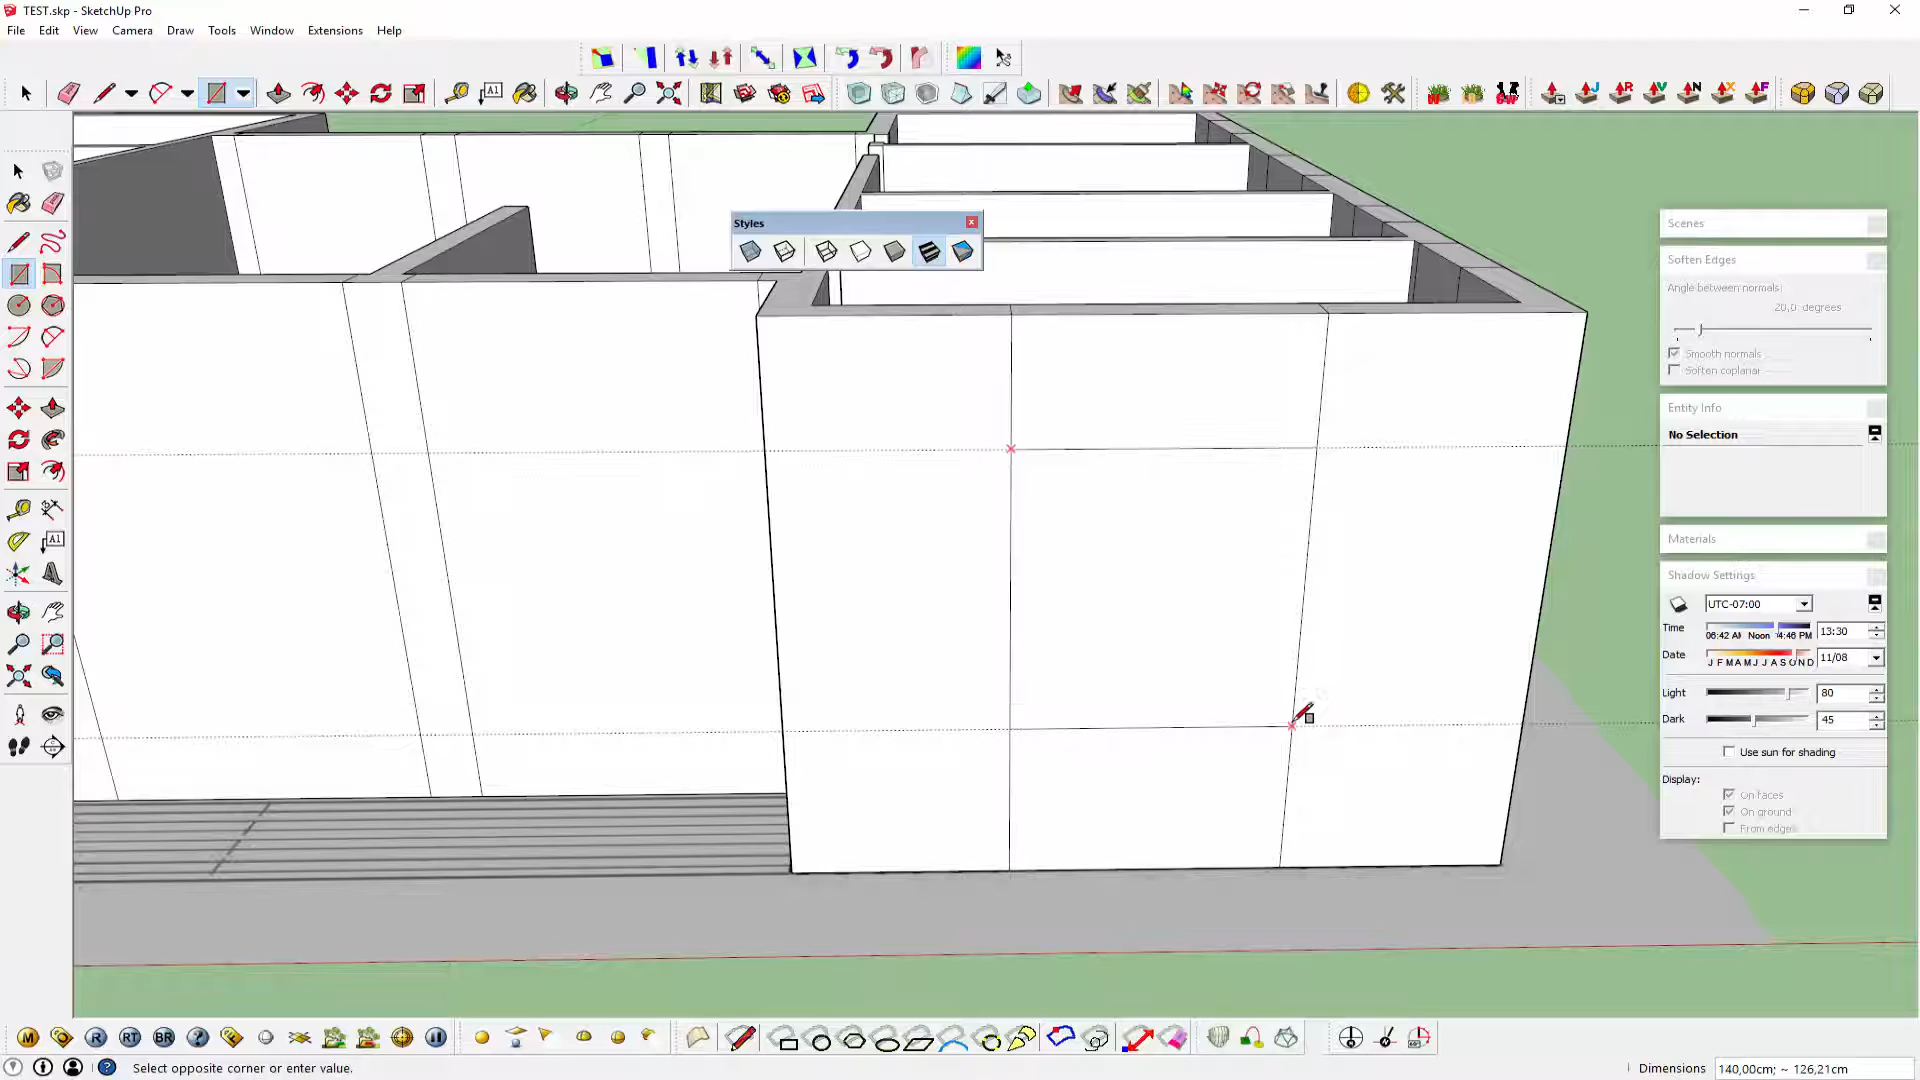 TEST.skp - SketchUp Pro
File Edit View Camera Draw Tools Window Extensions Help
A1
J R V N X F
Styles
Scenes
Soften Edges
Angle between normals:
20,0 degrees
Smooth normals
Soften coplanar
Entity Info
No Selection
A1
Materials
Shadow Settings
UTC-07:00
Time 13:30
06:42 AM Noon 4:46 PM
Date 11/08
J F M A M J J A S O N D
Light 80
Dark 45
Use sun for shading
Display:
On faces
On ground
From edges
M R RT BR
Select opposite corner or enter value.
Dimensions 140,00cm; ~ 126,21cm